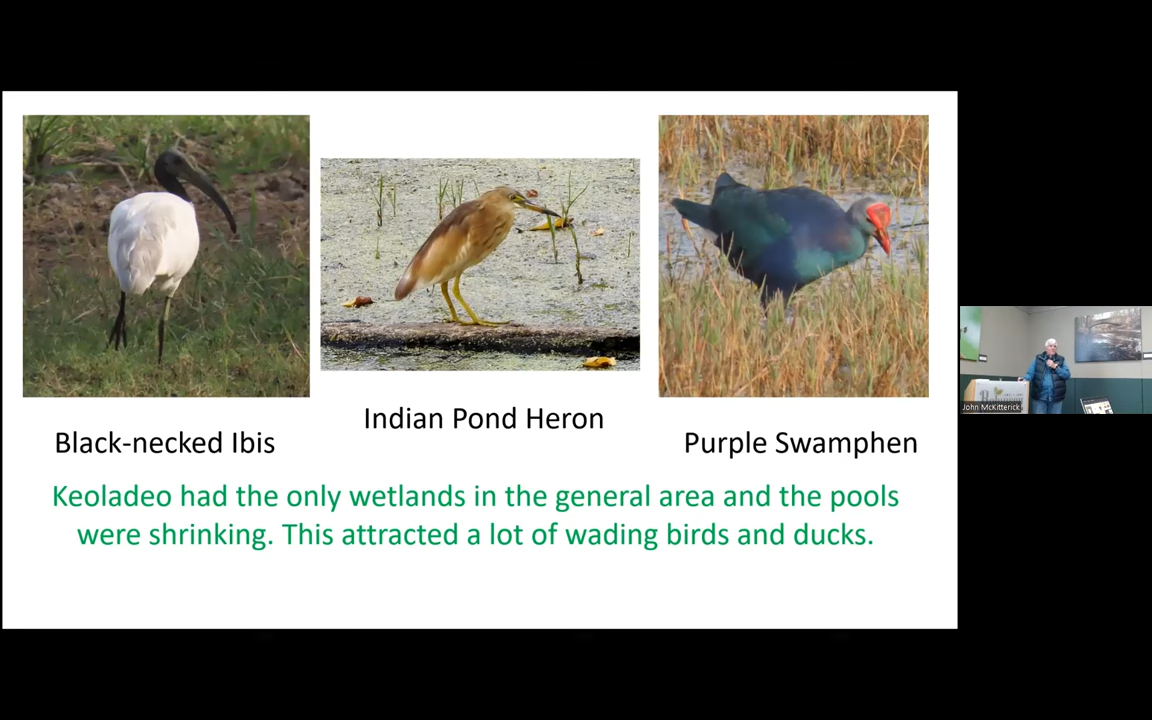 Black-necked Ibis
Indian Pond Heron
Purple Swamphen
Keoladeo had the only wetlands in the general area and the pools
were shrinking. This attracted a lot of wading birds and ducks.
John McKitterick